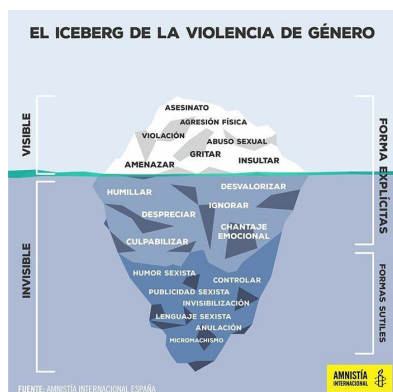 EL ICEBERG DE LA VIOLENCIA DE GÉNERO
VISIBLE
ASESINATO
AGRESIÓN FÍSICA
VIOLACIÓN
ABUSO SEXUAL
GRITAR
AMENAZAR
INSULTAR
FORMA EXPLÍCITAS
INVISIBLE
HUMILLAR
DESVALORIZAR
IGNORAR
DESPRECIAR
CHANTAJE
EMOCIONAL
CULPABILIZAR
HUMOR SEXISTA
CONTROLAR
PUBLICIDAD SEXISTA
INVISIBILIZACIÓN
LENGUAJE SEXISTA
ANULACIÓN
MICROMACHISMO
FORMAS SUTILES
AMNISTÍA
INTERNACIONAL
FUENTE: AMNISTÍA INTERNACIONAL ESPAÑA